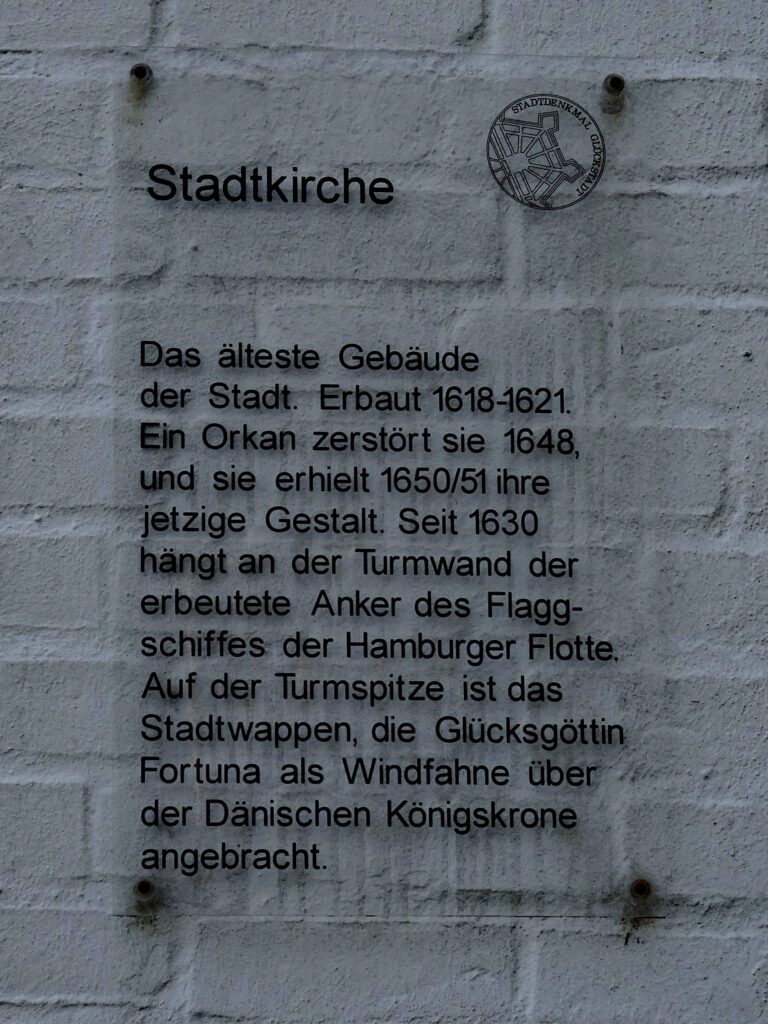 STADTDENKMAL GLÜCKSTADT
Stadtkirche
Das älteste Gebäude
der Stadt. Erbaut 1618-1621.
Ein Orkan zerstört sie 1648,
und sie erhielt 1650/51 ihre
jetzige Gestalt. Seit 1630
hängt an der Turmwand der
erbeutete Anker des Flagg-
schiffes der Hamburger Flotte.
Auf der Turmspitze ist das
Stadtwappen, die Glücksgöttin
Fortuna als Windfahne über
der Dänischen Königskrone
angebracht.